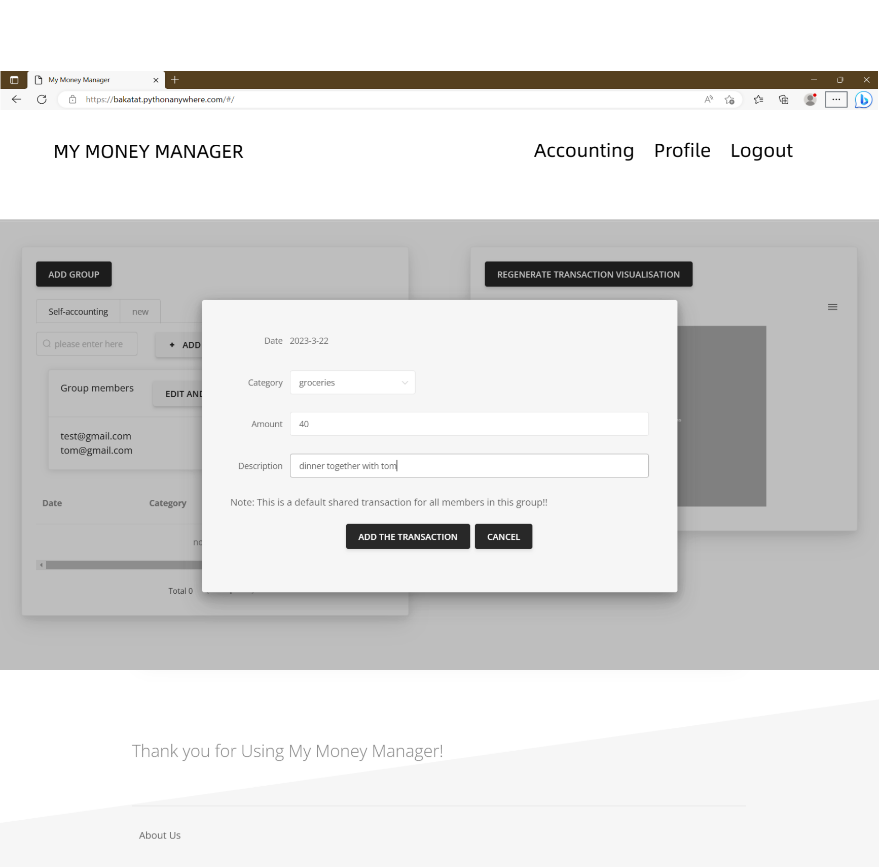 My Money Manager
https://bakatat.pythonanywhere.com/#/
MY MONEY MANAGER
Accounting Profile Logout
ADD GROUP
REGENERATE TRANSACTION VISUALISATION
Self-accounting new
please enter here
+ ADD
Group members
EDIT AND
test@gmail.com
tom@gmail.com
Date Category
no
Total 0
Date 2023-3-22
Category groceries
Amount 40
Description dinner together with tom
Note: This is a default shared transaction for all members in this group!!
ADD THE TRANSACTION CANCEL
Thank you for Using My Money Manager!
About Us